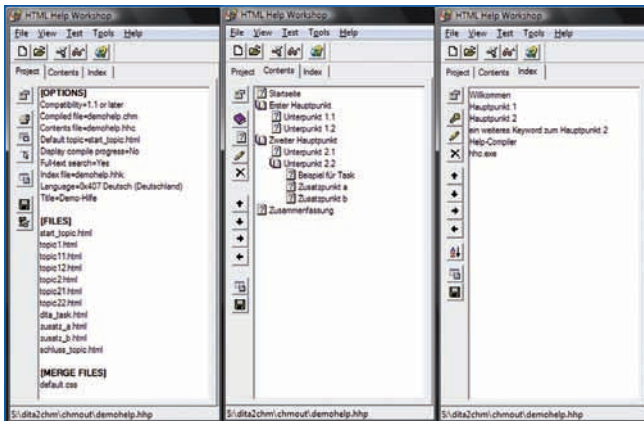 HTML Help Workshop
File View Test Tools Help
Project Contents Index
[OPTIONS]
Compatibility=1.1 or later
Compiled file=demohelp.chm
Contents file=demohelp.hhc
Default topic=start_topic.html
Display compile progress=No
Full-text search=Yes
Index file=demohelp.hhk
Language=0x407 Deutsch (Deutschland)
Title=Demo-Hilfe
[FILES]
start_topic.html
topic1.html
topic11.html
topic12.html
topic2.html
topic21.html
topic22.html
dita_task.html
zusatz_a.html
zusatz_b.html
schluss_topic.html
[MERGE FILES]
default.css
S:\dita2chm\chmout\demohelp.hhp
HTML Help Workshop
File View Test Tools Help
Project Contents Index
Startseite
Erster Hauptpunkt
Unterpunkt 1.1
Unterpunkt 1.2
Zweiter Hauptpunkt
Unterpunkt 2.1
Unterpunkt 2.2
Beispiel für Task
Zusatzpunkt a
Zusatzpunkt b
Zusammenfassung
S:\dita2chm\chmout\demohelp.hhp
HTML Help Workshop
File View Test Tools Help
Project Contents Index
Willkommen
Hauptpunkt 1
Hauptpunkt 2
ein weiteres Keyword zum Hauptpunkt 2
Help-Compiler
hhc.exe
S:\dita2chm\chmout\demohelp.hhp